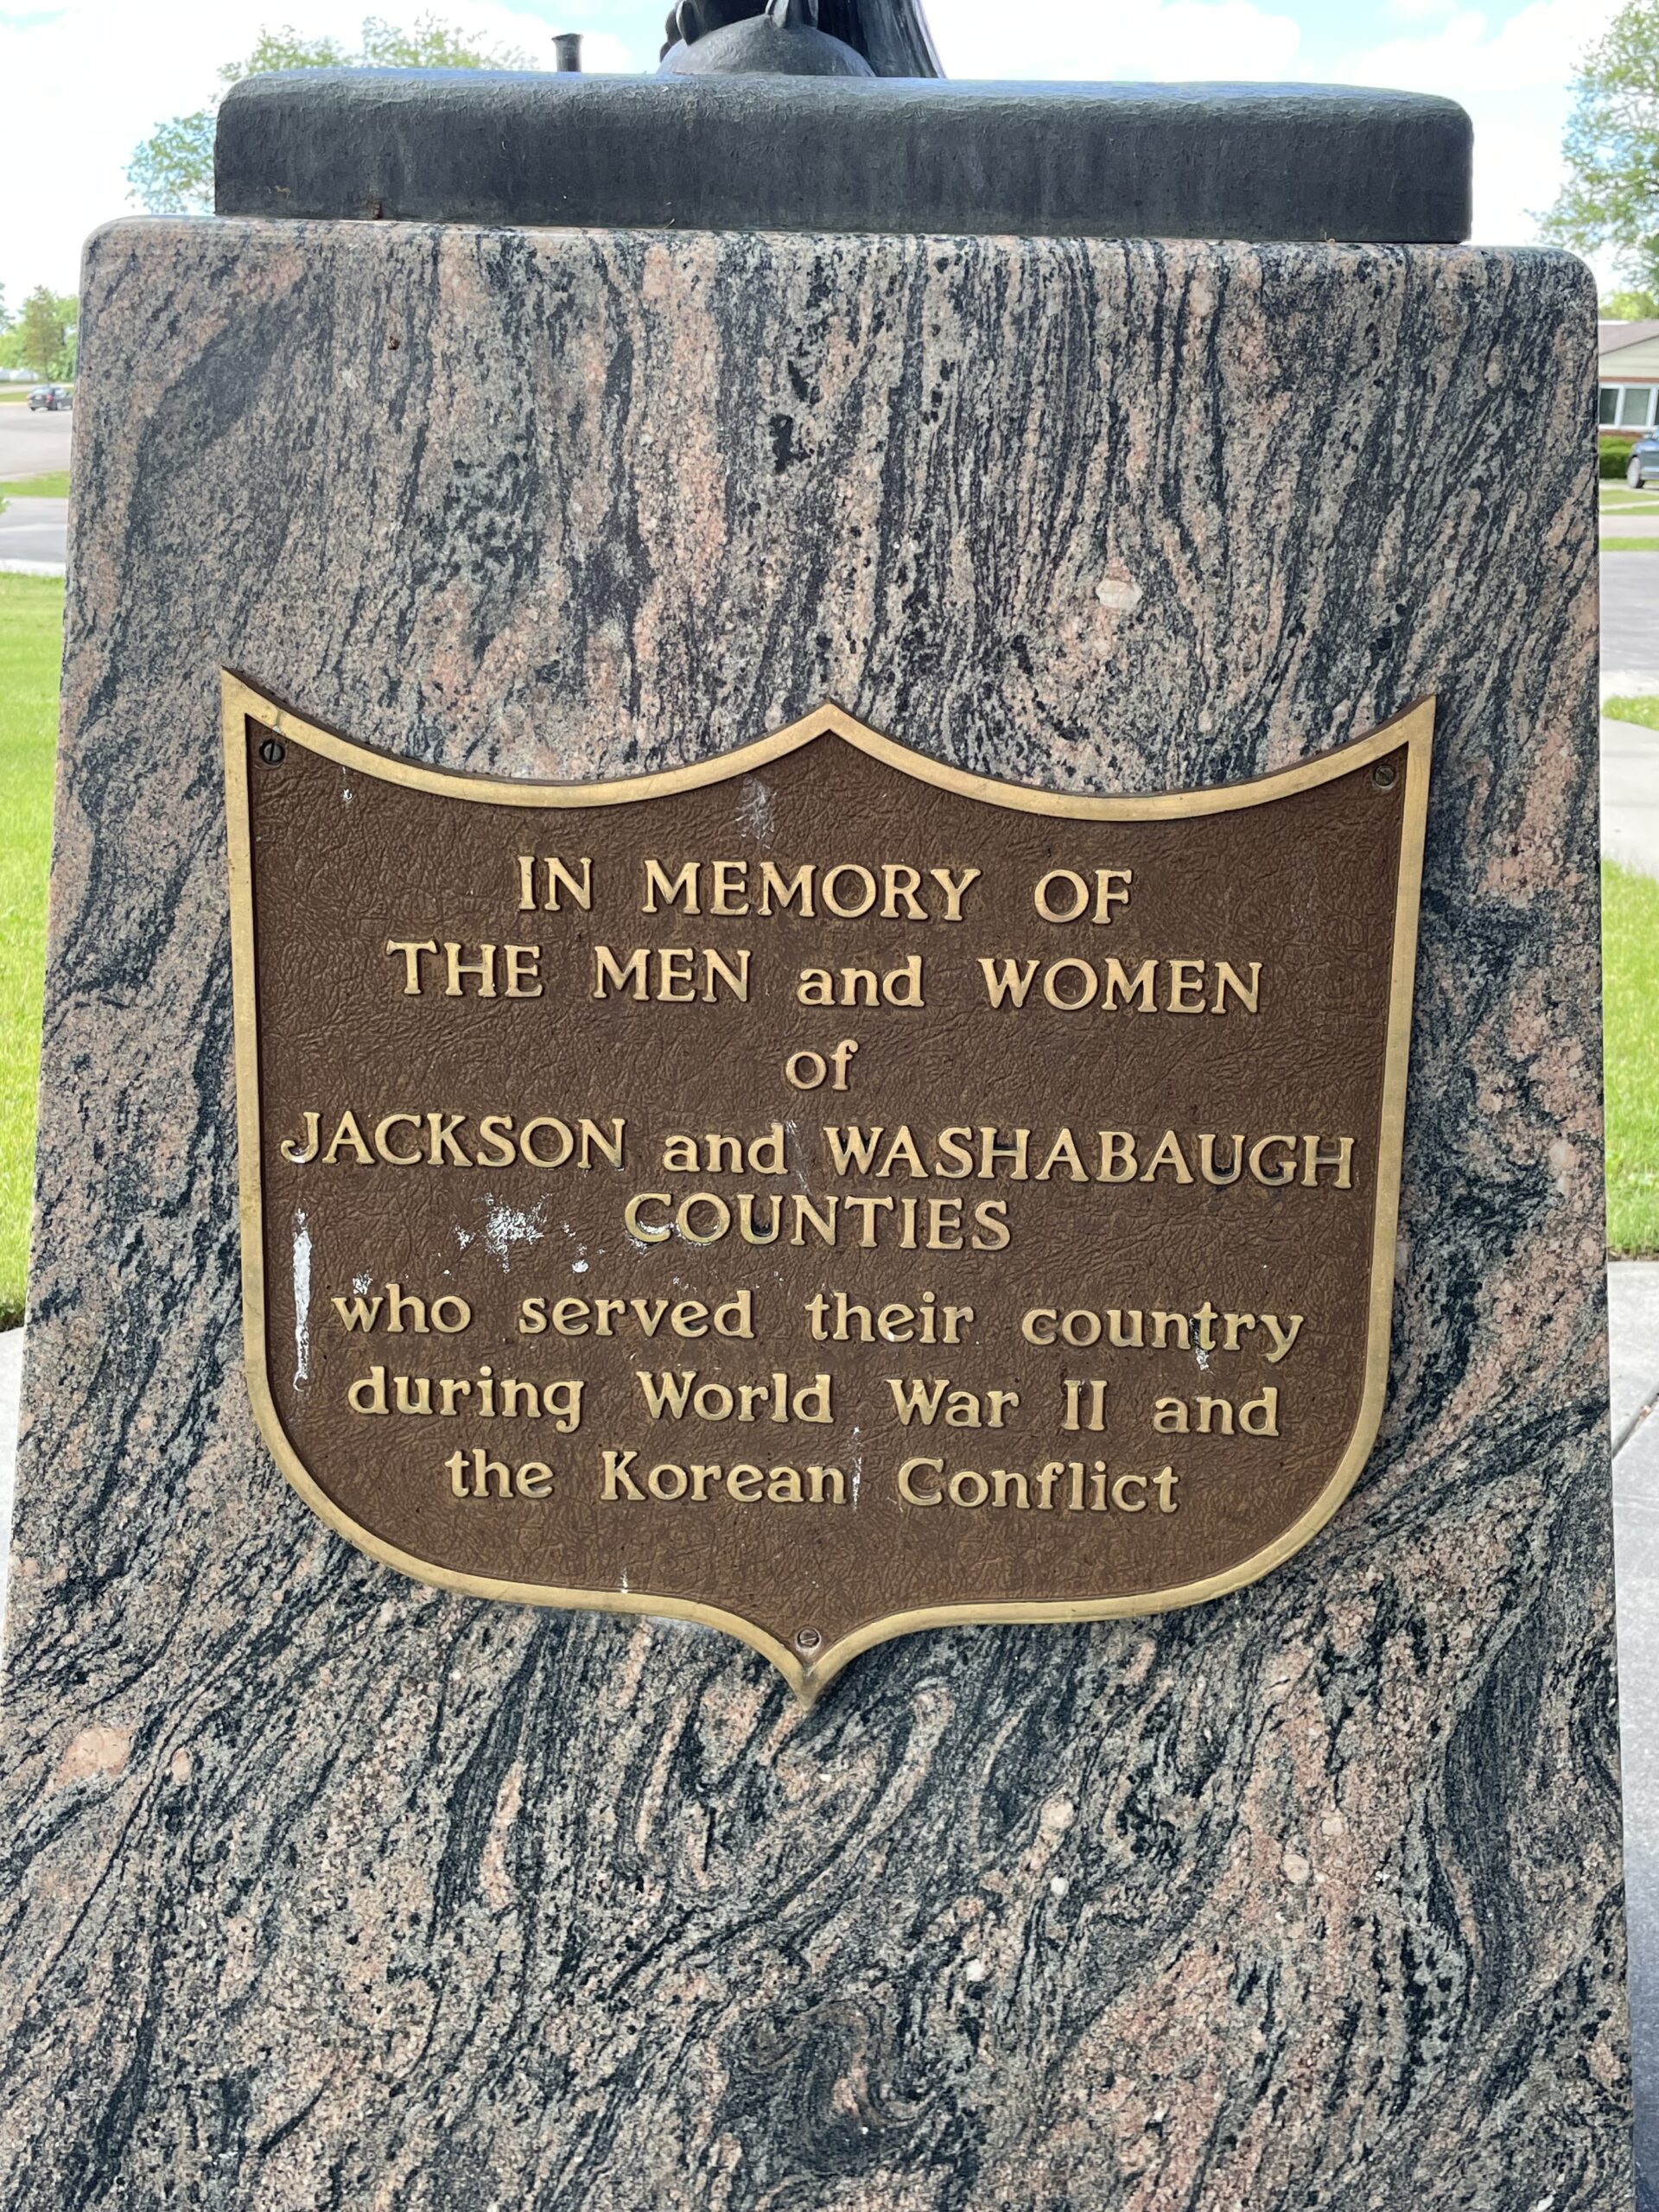 IN MEMORY OF
THE MEN and WOMEN
of
JACKSON and WASHABAUGH
COUNTIES
who served their country
during World War II and
the Korean Conflict